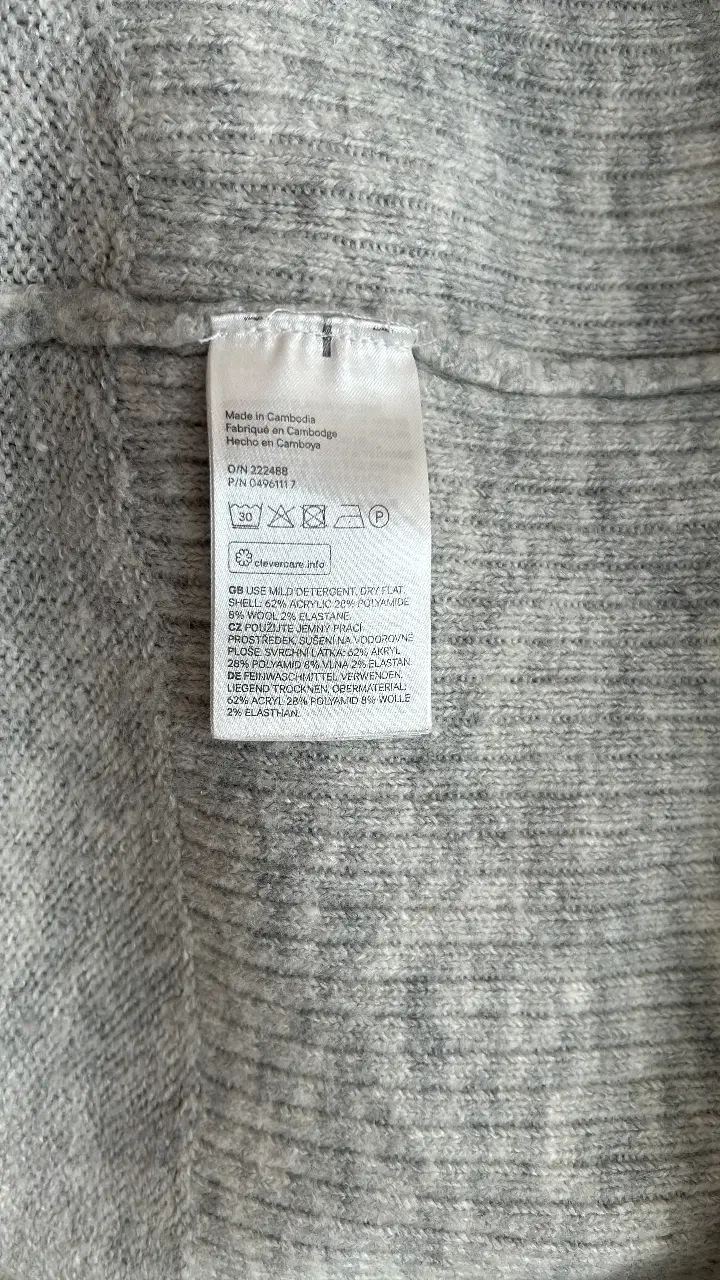 Made in Cambodia
Fabriqué en Cambodge
Hecho en Camboya
O/N 222488
P/N 0496111 7
30
P
clevercare.info
GB USE MILD DETERGENT, DRY FLAT.
SHELL: 62% ACRYLIC 28% POLYAMIDE
8% WOOL 2% ELASTANE.
CZ POUŽIJTE JEMNÝ PRACÍ
PROSTŘEDEK, SUŠENÍ NA VODOROVNÉ
PLOŠE. SVRCHNÍ LÁTKA: 62% AKRYL
28% POLYAMID 8% VLNA 2% ELASTAN.
DE FEINWASCHMITTEL VERWENDEN,
LIEGEND TROCKNEN. OBERMATERIAL:
62% ACRYL 28% POLYAMID 8% WOLLE
2% ELASTHAN.